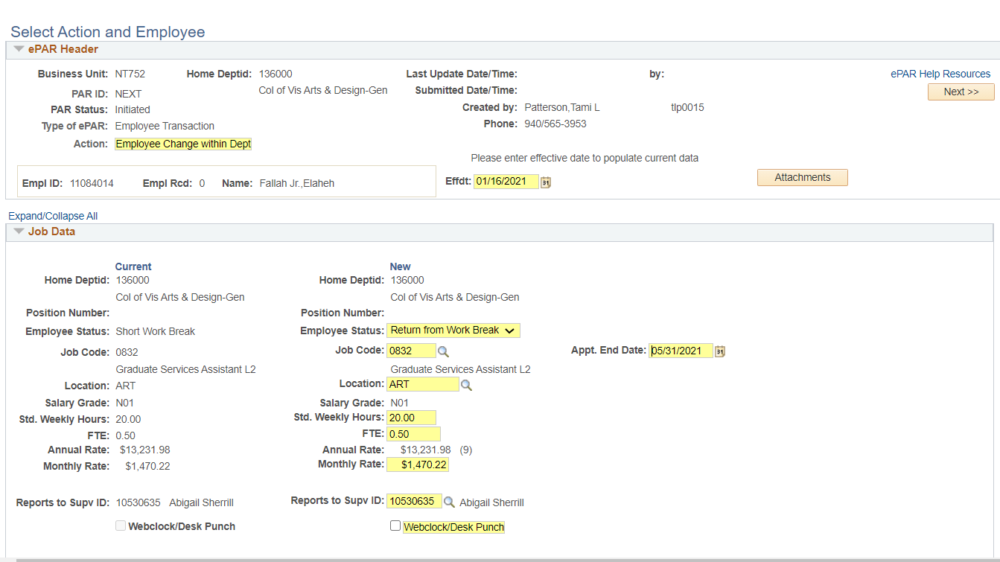 Select Action and Employee
ePAR Header
Business Unit: NT752 Home Deptid: 136000 Last Update Date/Time: by: ePAR Help Resources
Col of Vis Arts & Design-Gen Submitted Date/Time: Next >>
PAR ID: NEXT
PAR Status: Initiated Created by: Patterson,Tami L tlp0015
Type of ePAR: Employee Transaction Phone: 940/565-3953
Action: Employee Change within Dept
Please enter effective date to populate current data
Empl ID: 11084014 Empl Rcd: 0 Name: Fallah Jr.,Elaheh Effdt: 01/16/2021 31 Attachments
Expand/Collapse All
Job Data
Current New
Home Deptid: 136000 Home Deptid: 136000
Col of Vis Arts & Design-Gen Col of Vis Arts & Design-Gen
Position Number: Position Number:
Employee Status: Short Work Break Employee Status: Return from Work Break
Job Code: 0832 Job Code: 0832 Appt. End Date: 05/31/2021 31
Graduate Services Assistant L2 Graduate Services Assistant L2
Location: ART Location: ART
Salary Grade: N01 Salary Grade: N01
Std. Weekly Hours: 20.00 Std. Weekly Hours: 20.00
FTE: 0.50 FTE: 0.50
Annual Rate: $13,231.98 Annual Rate: $13,231.98 (9)
Monthly Rate: $1,470.22 Monthly Rate: $1,470.22
Reports to Supv ID: 10530635 Abigail Sherrill Reports to Supv ID: 10530635 Abigail Sherrill
Webclock/Desk Punch Webclock/Desk Punch